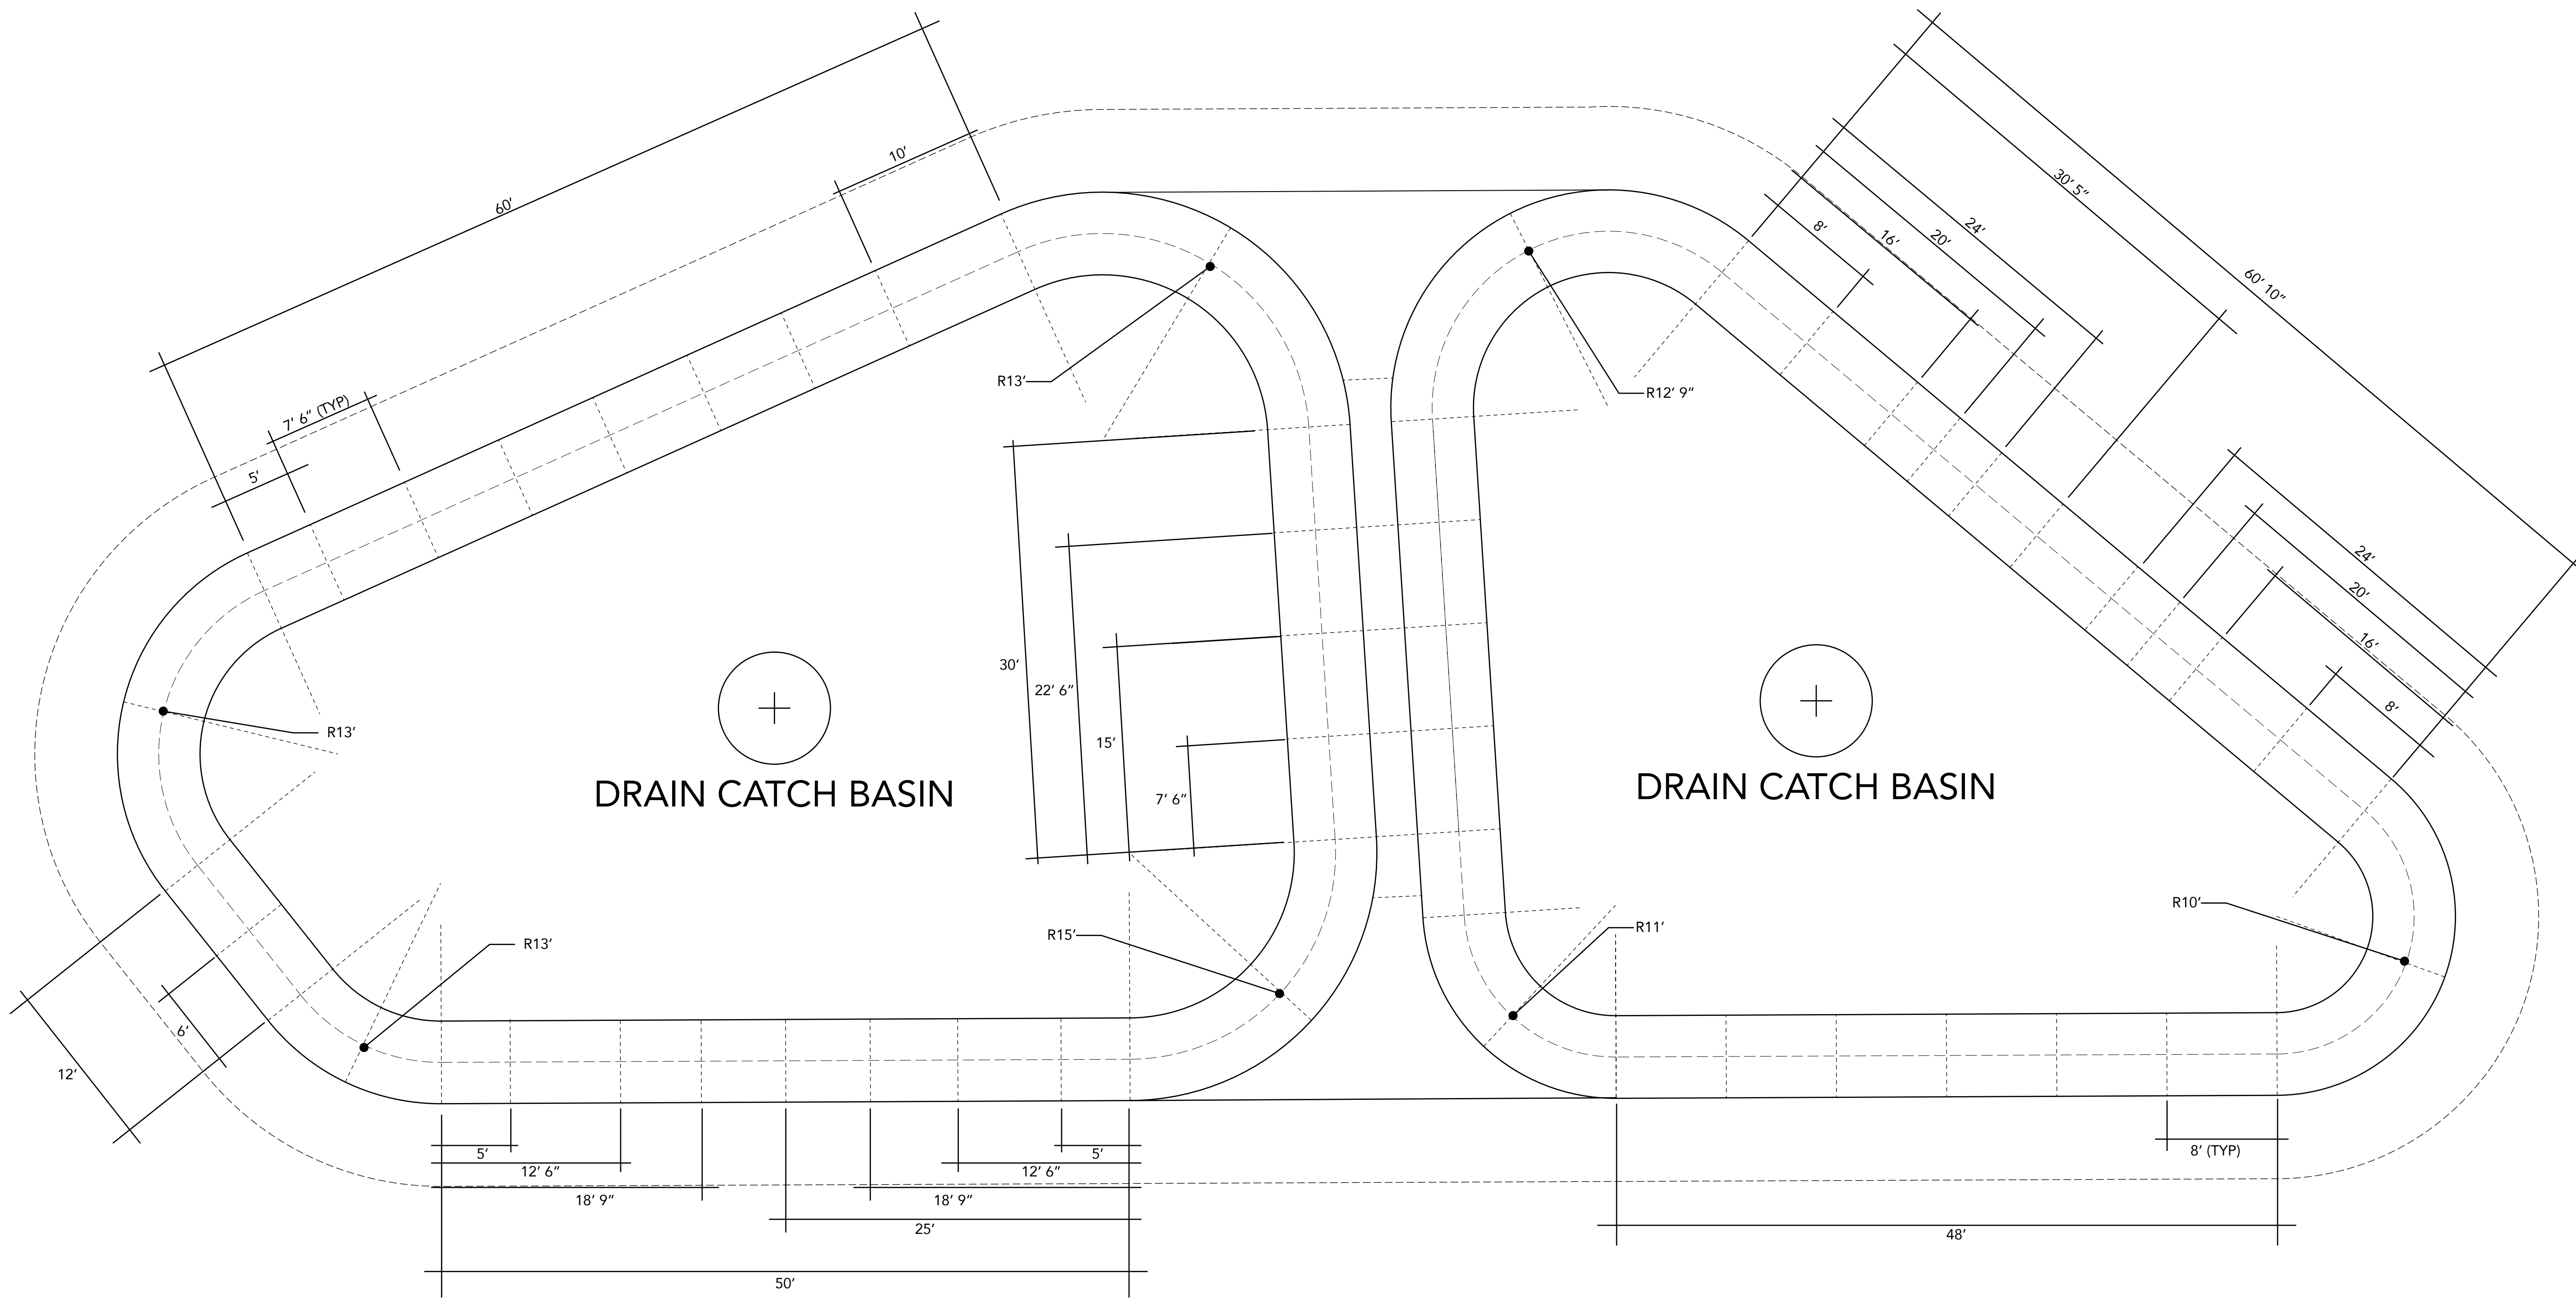 60’
10’
7’ 6” (TYP)
5’
R13’
R13’
R13’
R15’
12’
6’
30’
22’ 6”
15’
7’ 6”
DRAIN CATCH BASIN
5’
12’ 6”
18’ 9”
5’
12’ 6”
18’ 9”
25’
50’
R12’ 9”
8’
16’
20’
24’
30’ 5”
60’ 10”
24’
20’
16’
8’
DRAIN CATCH BASIN
R11’
R10’
8’ (TYP)
48’